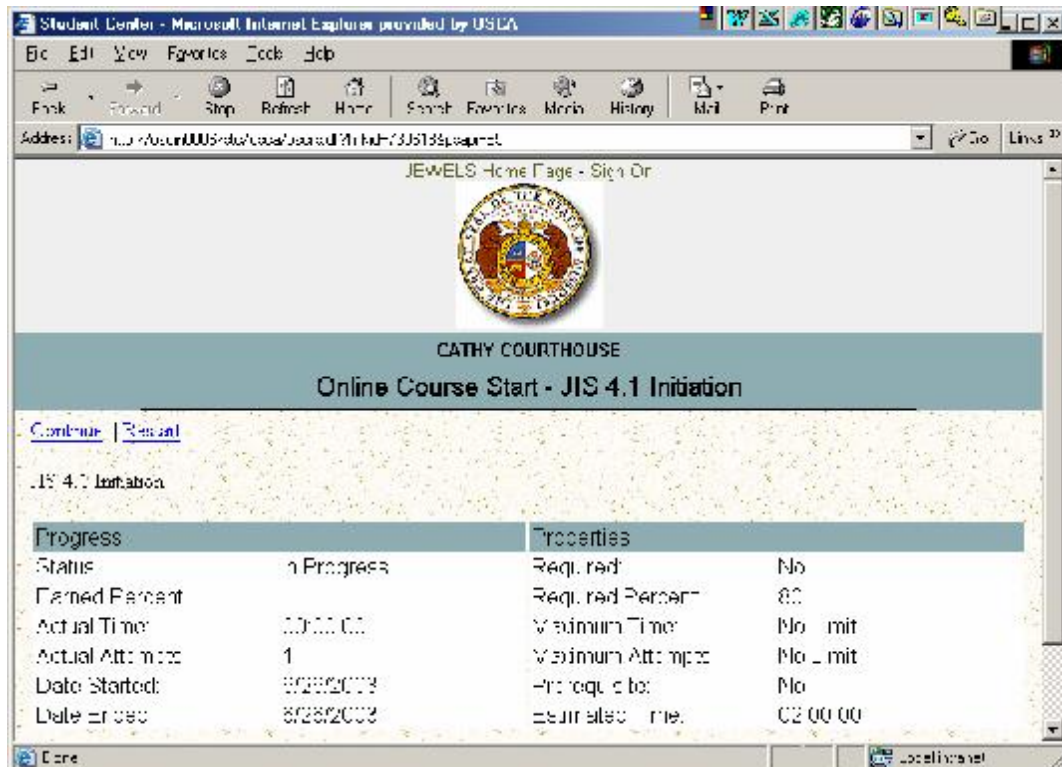 Student Center - Microsoft Internet Explorer provided by OSCA
File Edit View Favorites Tools Help
Back Forward Stop Refresh Home Search Favorites Media History Mail Print
Address Go Links »
JEWELS Home Page - Sign On
CATHY COURTHOUSE
Online Course Start - JIS 4.1 Initiation
Continue | Restart
JIS 4.1 Initiation
Progress Properties
Status In Progress Required: No
Earned Percent Required Percent 80
Actual Time: 00:00:00 Maximum Time: No Limit
Actual Attempts 1 Maximum Attempts No Limit
Date Started: Prerequisite: No
Date Ended Estimated Time: 02:00:00
Done Local intranet